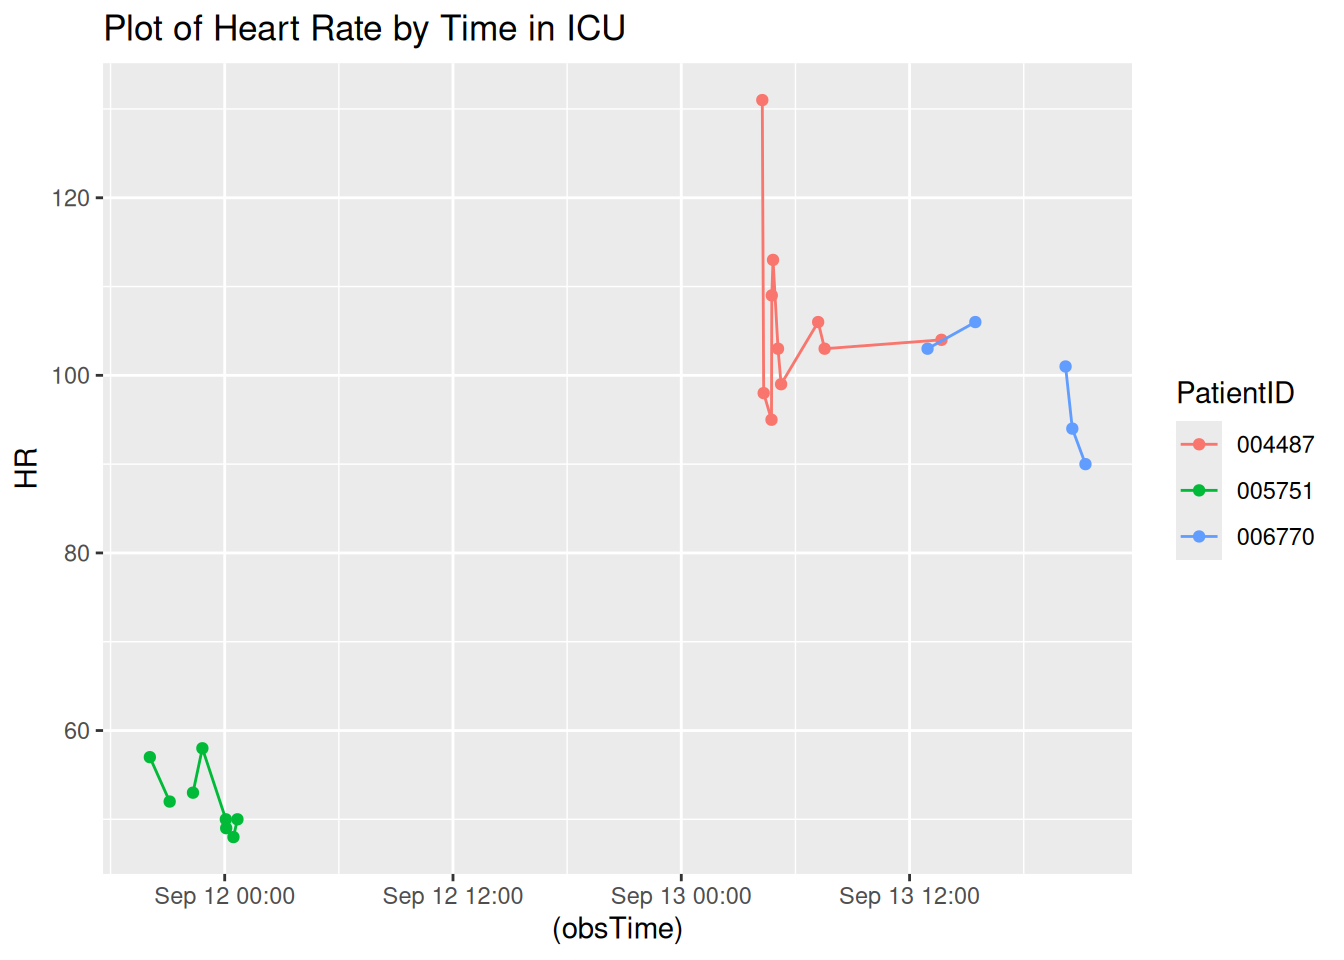 Plot of Heart Rate by Time in ICU
120
100
80
60
HR
Sep 12 00:00
Sep 12 12:00
Sep 13 00:00
Sep 13 12:00
(obsTime)
PatientID
004487
005751
006770